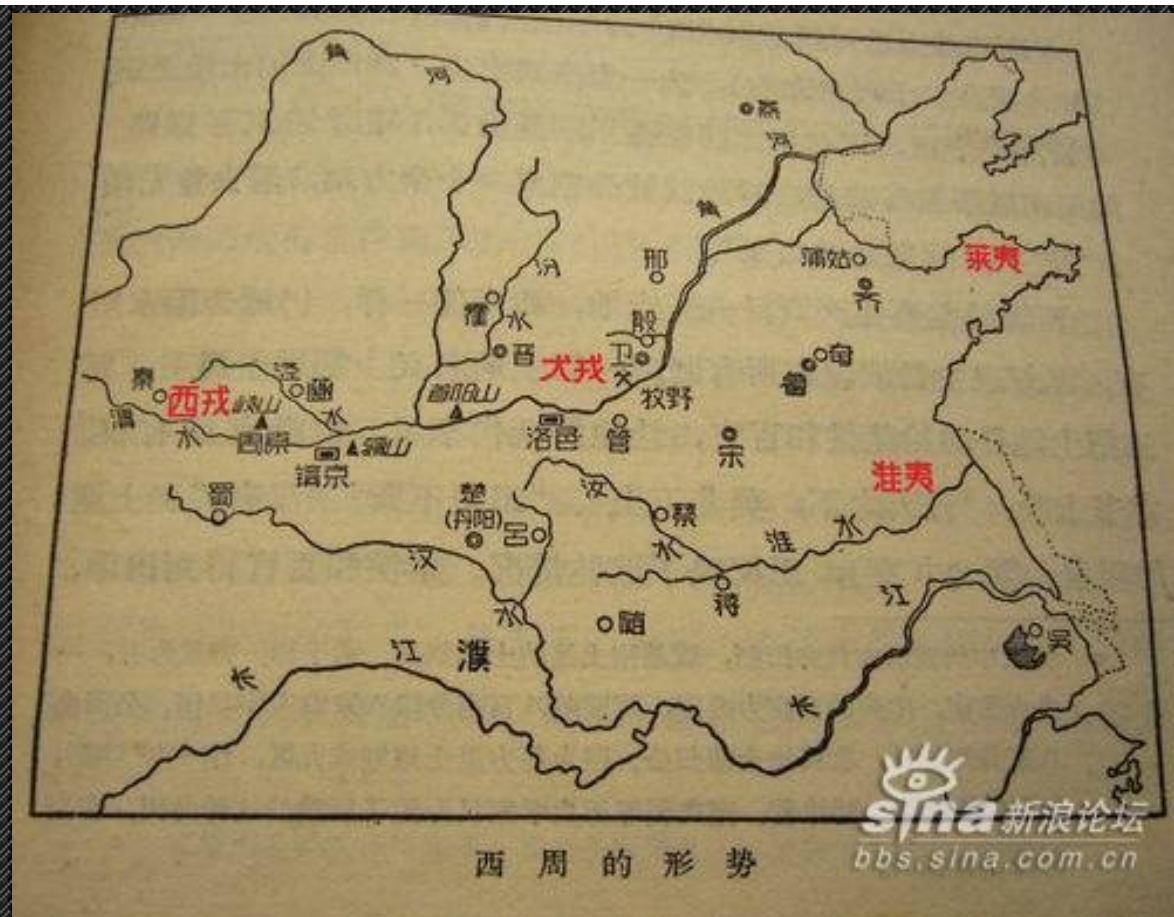 黄河
燕
河
黄
汾
水
邢
蒲姑
莱夷
齐
霍
晋
犬戎
殷
卫
牧野
奄
鲁
秦
西戎
岐山
泾
水
豳
首阳山
渭
水
周原
镐京
骊山
洛邑
管
宋
淮夷
蜀
楚
(丹阳)
吕
汝
水
蔡
淮水
汉
水
蒋
江
随
吴
长江
濮
长
西周的形势
sina新浪论坛
bbs.sina.com.cn